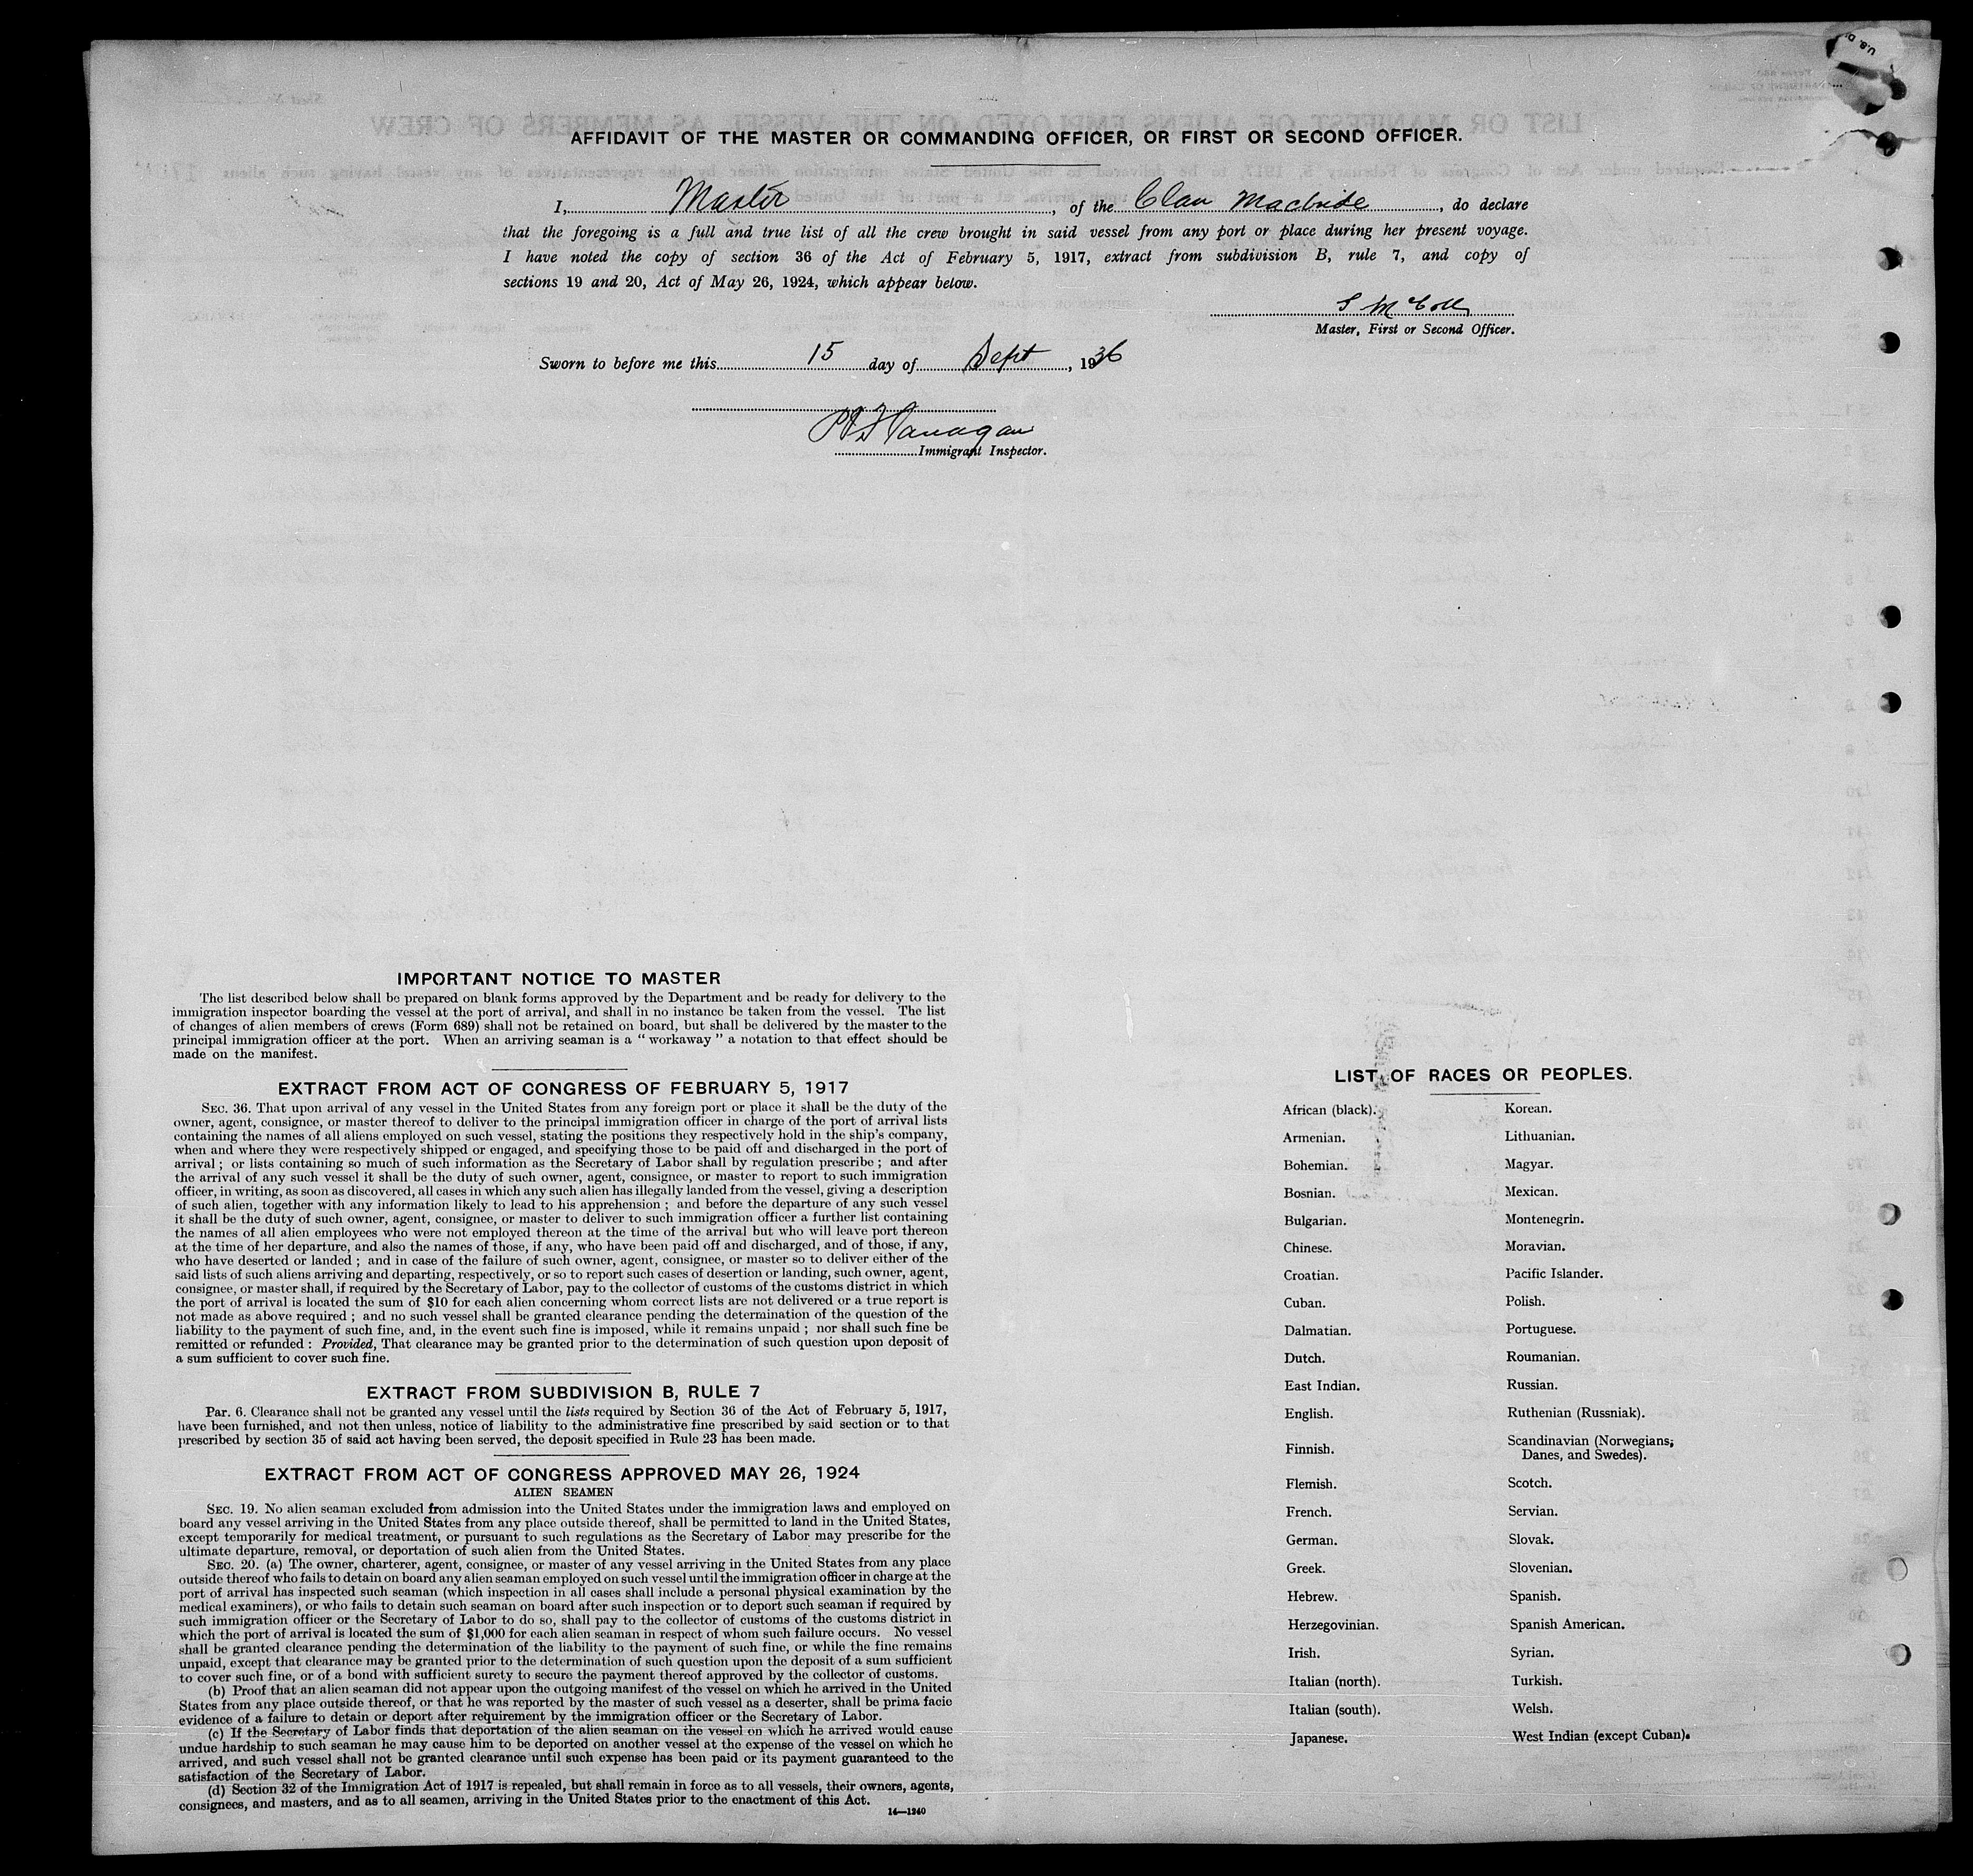 AFFIDAVIT OF THE MASTER OR COMMANDING OFFICER, OR FIRST OR SECOND OFFICER.
I, Master, of the Clan Macbride, do declare
that the foregoing is a full and true list of all the crew brought in said vessel from any port or place during her present voyage.
I have noted the copy of section 36 of the Act of February 5, 1917, extract from subdivision B, rule 7, and copy of
sections 19 and 20, Act of May 26, 1924, which appear below.
Master, First or Second Officer.
Sworn to before me this 15 day of Sept, 1936
Flanagan
Immigrant Inspector.
IMPORTANT NOTICE TO MASTER
The list described below shall be prepared on blank forms approved by the Department and be ready for delivery to the
immigration inspector boarding the vessel at the port of arrival, and shall in no instance be taken from the vessel. The list
of changes of alien members of crews (Form 689) shall not be retained on board, but shall be delivered by the master to the
principal immigration officer at the port. When an arriving seaman is a " workaway " a notation to that effect should be
made on the manifest.
EXTRACT FROM ACT OF CONGRESS OF FEBRUARY 5, 1917
SEC. 36. That upon arrival of any vessel in the United States from any foreign port or place it shall be the duty of the
owner, agent, consignee, or master thereof to deliver to the principal immigration officer in charge of the port of arrival lists
containing the names of all aliens employed on such vessel, stating the positions they respectively hold in the ship's company,
when and where they were respectively shipped or engaged, and specifying those to be paid off and discharged in the port of
arrival ; or lists containing so much of such information as the Secretary of Labor shall by regulation prescribe ; and after
the arrival of any such vessel it shall be the duty of such owner, agent, consignee, or master to report to such immigration
officer, in writing, as soon as discovered, all cases in which any such alien has illegally landed from the vessel, giving a description
of such alien, together with any information likely to lead to his apprehension ; and before the departure of any such vessel
it shall be the duty of such owner, agent, consignee, or master to deliver to such immigration officer a further list containing
the names of all alien employees who were not employed thereon at the time of the arrival but who will leave port thereon
at the time of her departure, and also the names of those, if any, who have been paid off and discharged, and of those, if any,
who have deserted or landed ; and in case of the failure of such owner, agent, consignee, or master so to deliver either of the
said lists of such aliens arriving and departing, respectively, or so to report such cases of desertion or landing, such owner, agent,
consignee, or master shall, if required by the Secretary of Labor, pay to the collector of customs of the customs district in which
the port of arrival is located the sum of $10 for each alien concerning whom correct lists are not delivered or a true report is
not made as above required ; and no such vessel shall be granted clearance pending the determination of the question of the
liability to the payment of such fine, and, in the event such fine is imposed, while it remains unpaid ; nor shall such fine be
remitted or refunded : Provided, That clearance may be granted prior to the determination of such question upon deposit of
a sum sufficient to cover such fine.
EXTRACT FROM SUBDIVISION B, RULE 7
Par. 6. Clearance shall not be granted any vessel until the lists required by Section 36 of the Act of February 5, 1917,
have been furnished, and not then unless, notice of liability to the administrative fine prescribed by said section or to that
prescribed by section 35 of said act having been served, the deposit specified in Rule 23 has been made.
EXTRACT FROM ACT OF CONGRESS APPROVED MAY 26, 1924
ALIEN SEAMEN
SEC. 19. No alien seaman excluded from admission into the United States under the immigration laws and employed on
board any vessel arriving in the United States from any place outside thereof, shall be permitted to land in the United States,
except temporarily for medical treatment, or pursuant to such regulations as the Secretary of Labor may prescribe for the
ultimate departure, removal, or deportation of such alien from the United States.
SEC. 20. (a) The owner, charterer, agent, consignee, or master of any vessel arriving in the United States from any place
outside thereof who fails to detain on board any alien seaman employed on such vessel until the immigration officer in charge at the
port of arrival has inspected such seaman (which inspection in all cases shall include a personal physical examination by the
medical examiners), or who fails to detain such seaman on board after such inspection or to deport such seaman if required by
such immigration officer or the Secretary of Labor to do so, shall pay to the collector of customs of the customs district in
which the port of arrival is located the sum of $1,000 for each alien seaman in respect of whom such failure occurs. No vessel
shall be granted clearance pending the determination of the liability to the payment of such fine, or while the fine remains
unpaid, except that clearance may be granted prior to the determination of such question upon the deposit of a sum sufficient
to cover such fine, or of a bond with sufficient surety to secure the payment thereof approved by the collector of customs.
(b) Proof that an alien seaman did not appear upon the outgoing manifest of the vessel on which he arrived in the United
States from any place outside thereof, or that he was reported by the master of such vessel as a deserter, shall be prima facie
evidence of a failure to detain or deport after requirement by the immigration officer or the Secretary of Labor.
(c) If the Secretary of Labor finds that deportation of the alien seaman on the vessel on which he arrived would cause
undue hardship to such seaman he may cause him to be deported on another vessel at the expense of the vessel on which he
arrived, and such vessel shall not be granted clearance until such expense has been paid or its payment guaranteed to the
satisfaction of the Secretary of Labor.
(d) Section 32 of the Immigration Act of 1917 is repealed, but shall remain in force as to all vessels, their owners, agents,
consignees, and masters, and as to all seamen, arriving in the United States prior to the enactment of this Act.
14—1240
LIST OF RACES OR PEOPLES.
African (black).
Armenian.
Bohemian.
Bosnian.
Bulgarian.
Chinese.
Croatian.
Cuban.
Dalmatian.
Dutch.
East Indian.
English.
Finnish.
Flemish.
French.
German.
Greek.
Hebrew.
Herzegovinian.
Irish.
Italian (north).
Italian (south).
Japanese.
Korean.
Lithuanian.
Magyar.
Mexican.
Montenegrin.
Moravian.
Pacific Islander.
Polish.
Portuguese.
Roumanian.
Russian.
Ruthenian (Russniak).
Scandinavian (Norwegians,
Danes, and Swedes).
Scotch.
Servian.
Slovak.
Slovenian.
Spanish.
Spanish American.
Syrian.
Turkish.
Welsh.
West Indian (except Cuban).